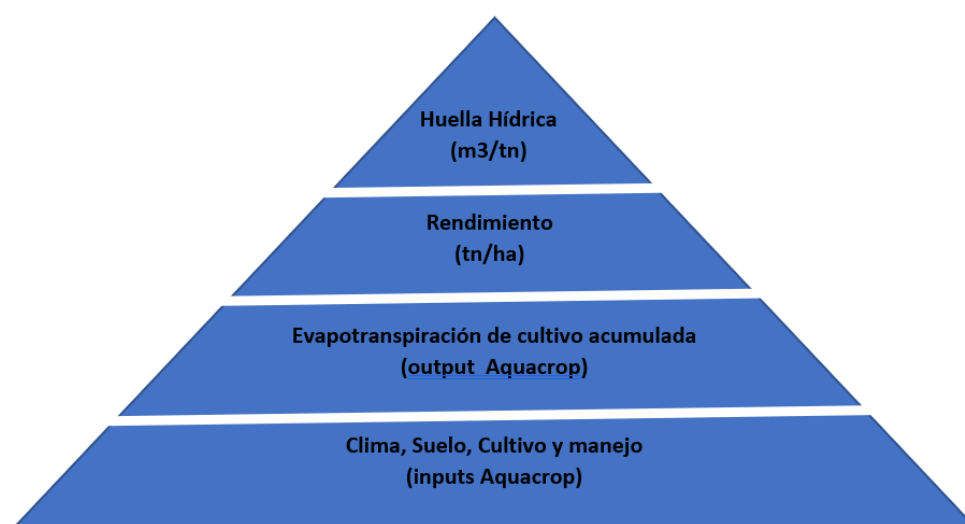 Huella Hídrica
(m3/tn)
Rendimiento
(tn/ha)
Evapotranspiración de cultivo acumulada
(output Aquacrop)
Clima, Suelo, Cultivo y manejo
(inputs Aquacrop)